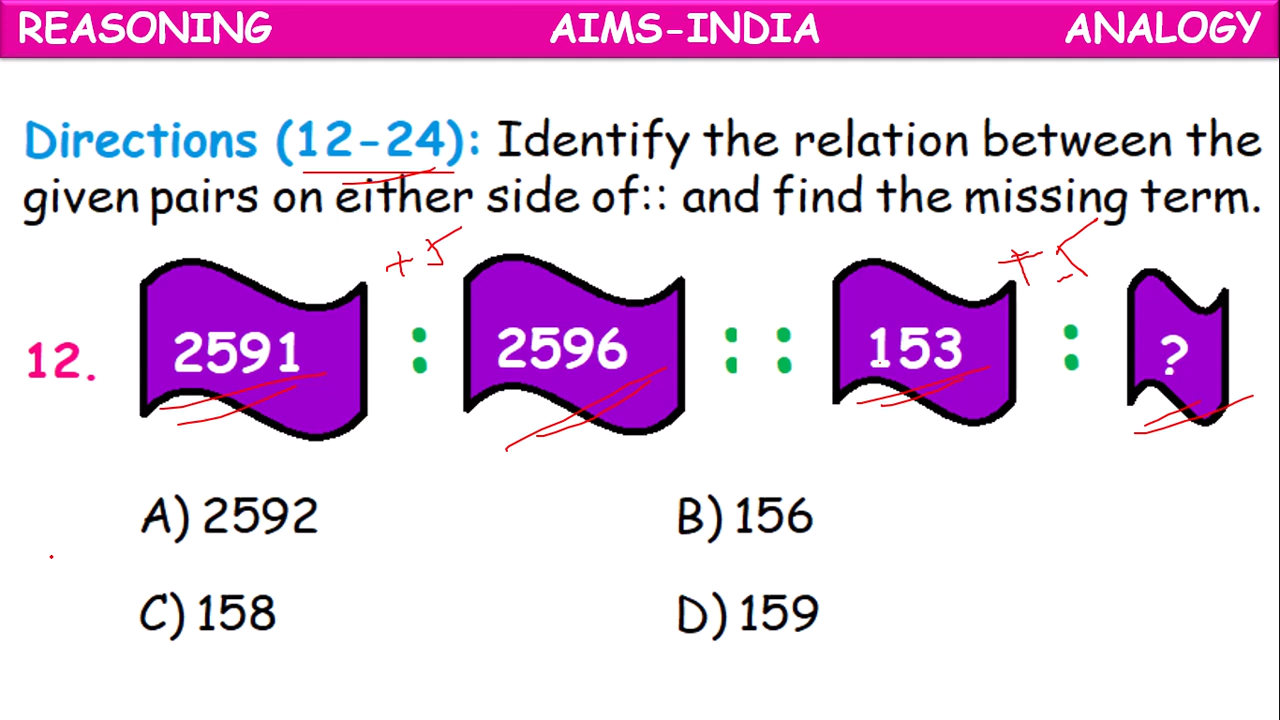 REASONING AIMS-INDIA ANALOGY
Directions (12-24): Identify the relation between the
given pairs on either side of:: and find the missing term.
+5 +5
12. 2591 : 2596 :: 153 : ?
A) 2592 B) 156
C) 158 D) 159